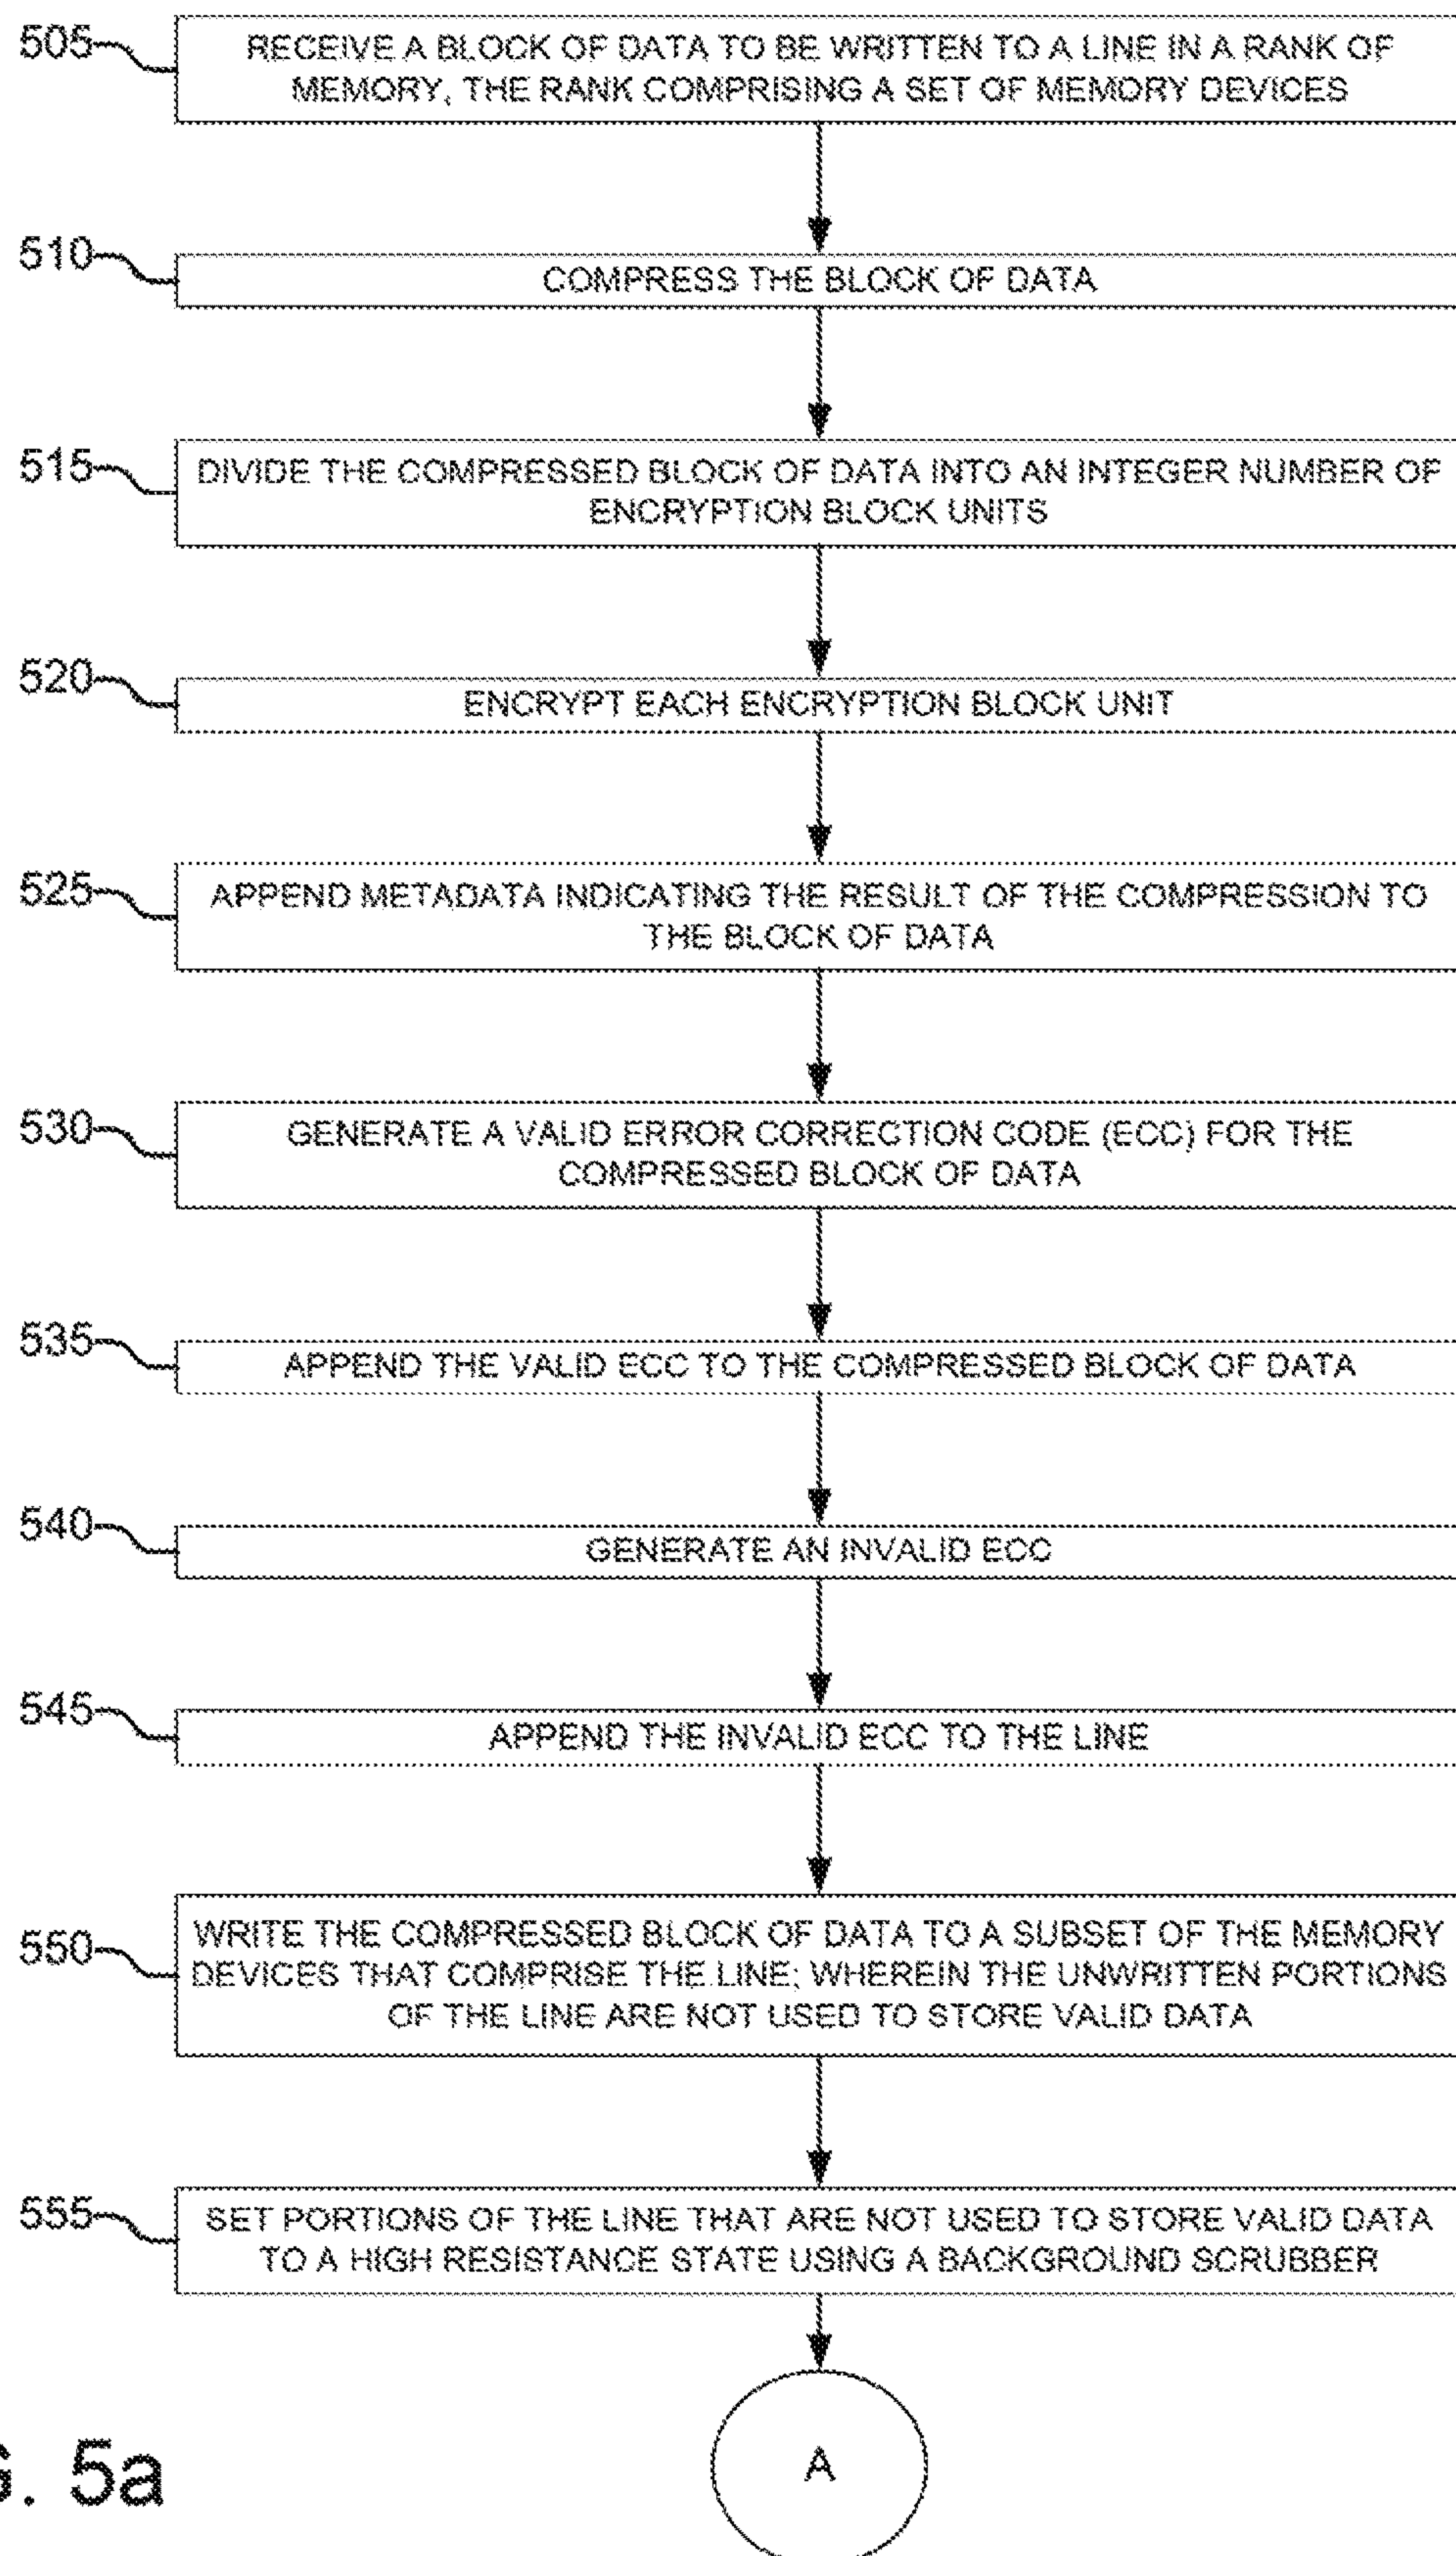 505
RECEIVE A BLOCK OF DATA TO BE WRITTEN TO A LINE IN A RANK OF
MEMORY, THE RANK COMPRISING A SET OF MEMORY DEVICES
510
COMPRESS THE BLOCK OF DATA
515
DIVIDE THE COMPRESSED BLOCK OF DATA INTO AN INTEGER NUMBER OF
ENCRYPTION BLOCK UNITS
520
ENCRYPT EACH ENCRYPTION BLOCK UNIT
525
APPEND METADATA INDICATING THE RESULT OF THE COMPRESSION TO
THE BLOCK OF DATA
530
GENERATE A VALID ERROR CORRECTION CODE (ECC) FOR THE
COMPRESSED BLOCK OF DATA
535
APPEND THE VALID ECC TO THE COMPRESSED BLOCK OF DATA
540
GENERATE AN INVALID ECC
545
APPEND THE INVALID ECC TO THE LINE
550
WRITE THE COMPRESSED BLOCK OF DATA TO A SUBSET OF THE MEMORY
DEVICES THAT COMPRISE THE LINE; WHEREIN THE UNWRITTEN PORTIONS
OF THE LINE ARE NOT USED TO STORE VALID DATA
555
SET PORTIONS OF THE LINE THAT ARE NOT USED TO STORE VALID DATA
TO A HIGH RESISTANCE STATE USING A BACKGROUND SCRUBBER
A
G. 5a